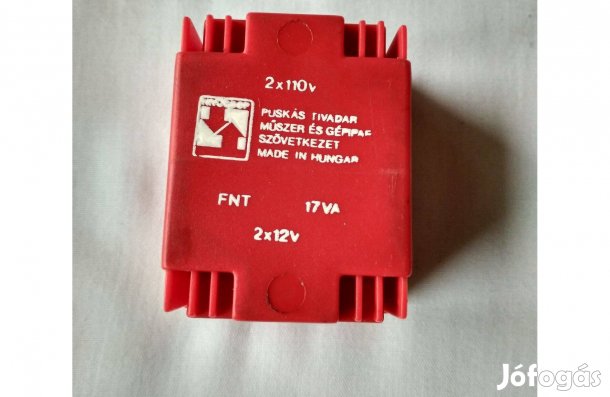 2x110v
PUSKÁS TIVADAR
MŰSZER ÉS GÉPIPAR
SZÖVETKEZET
MADE IN HUNGAR
FNT 17VA
2x12v
Jófogás